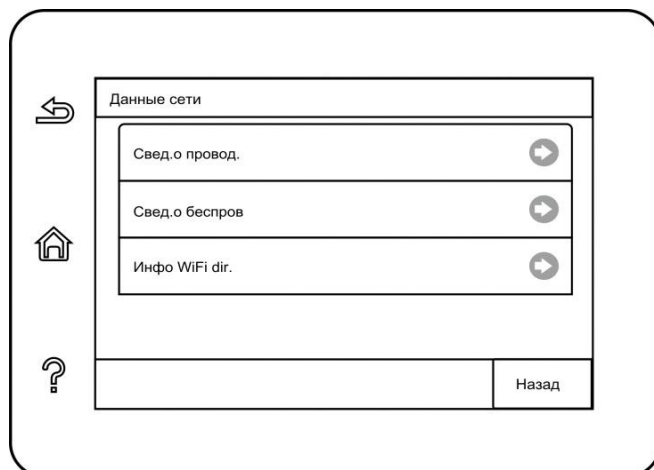 Данные сети
Свед.о провод.
Свед.о беспров
Инфо WiFi dir.
Назад